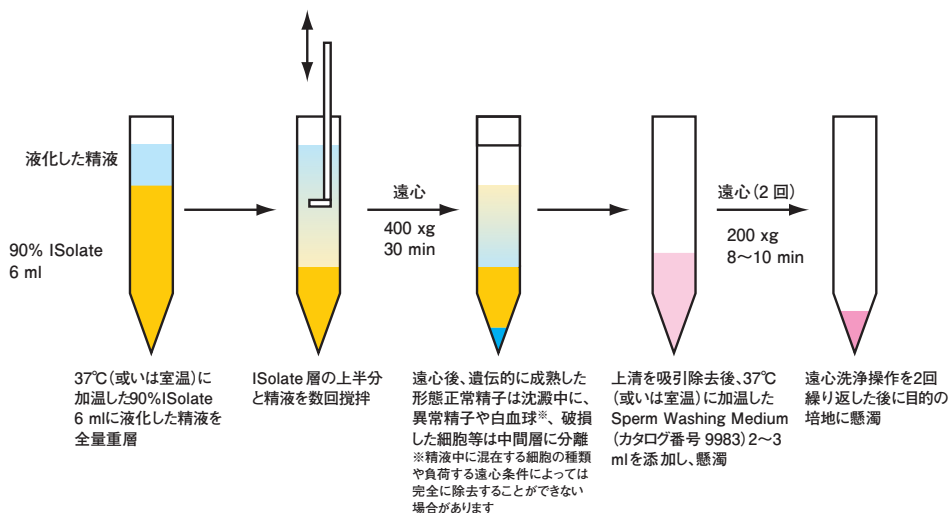 液化した精液
90% ISolate
6 ml
遠心
400 xg
30 min
遠心（2 回）
200 xg
8〜10 min
37℃（或いは室温）に
加温した90%ISolate
6 mlに液化した精液を
全量重層
ISolate 層の上半分
と精液を数回撹拌
遠心後、遺伝的に成熟した
形態正常精子は沈澱中に、
異常精子や白血球※、破損
した細胞等は中間層に分離
※精液中に混在する細胞の種類
や負荷する遠心条件によっては
完全に除去することができない
場合があります
上清を吸引除去後、37℃
（或いは室温）に加温した
Sperm Washing Medium
（カタログ番号 9983）2〜3
mlを添加し、懸濁
遠心洗浄操作を2回
繰り返した後に目的の
培地に懸濁